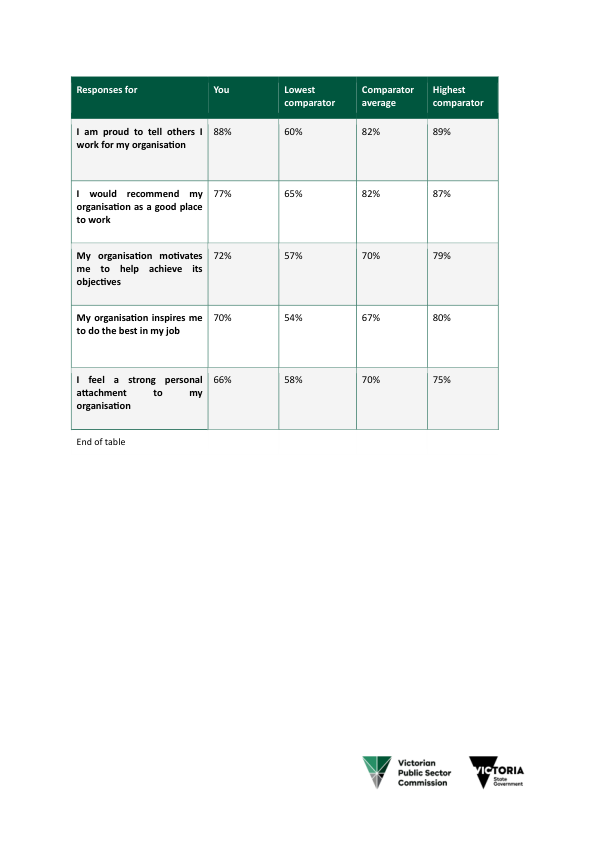 Responses for
You
Lowest
comparator
Comparator
average
Highest
comparator
I am proud to tell others I
work for my organisation
88%
60%
82%
89%
I would recommend my
organisation as a good place
to work
77%
65%
82%
87%
My organisation motivates
me to help achieve its
objectives
72%
57%
70%
79%
My organisation inspires me
to do the best in my job
70%
54%
67%
80%
I feel a strong personal
attachment to my
organisation
66%
58%
70%
75%
End of table
Victorian
Public Sector
Commission
VICTORIA
State
Government